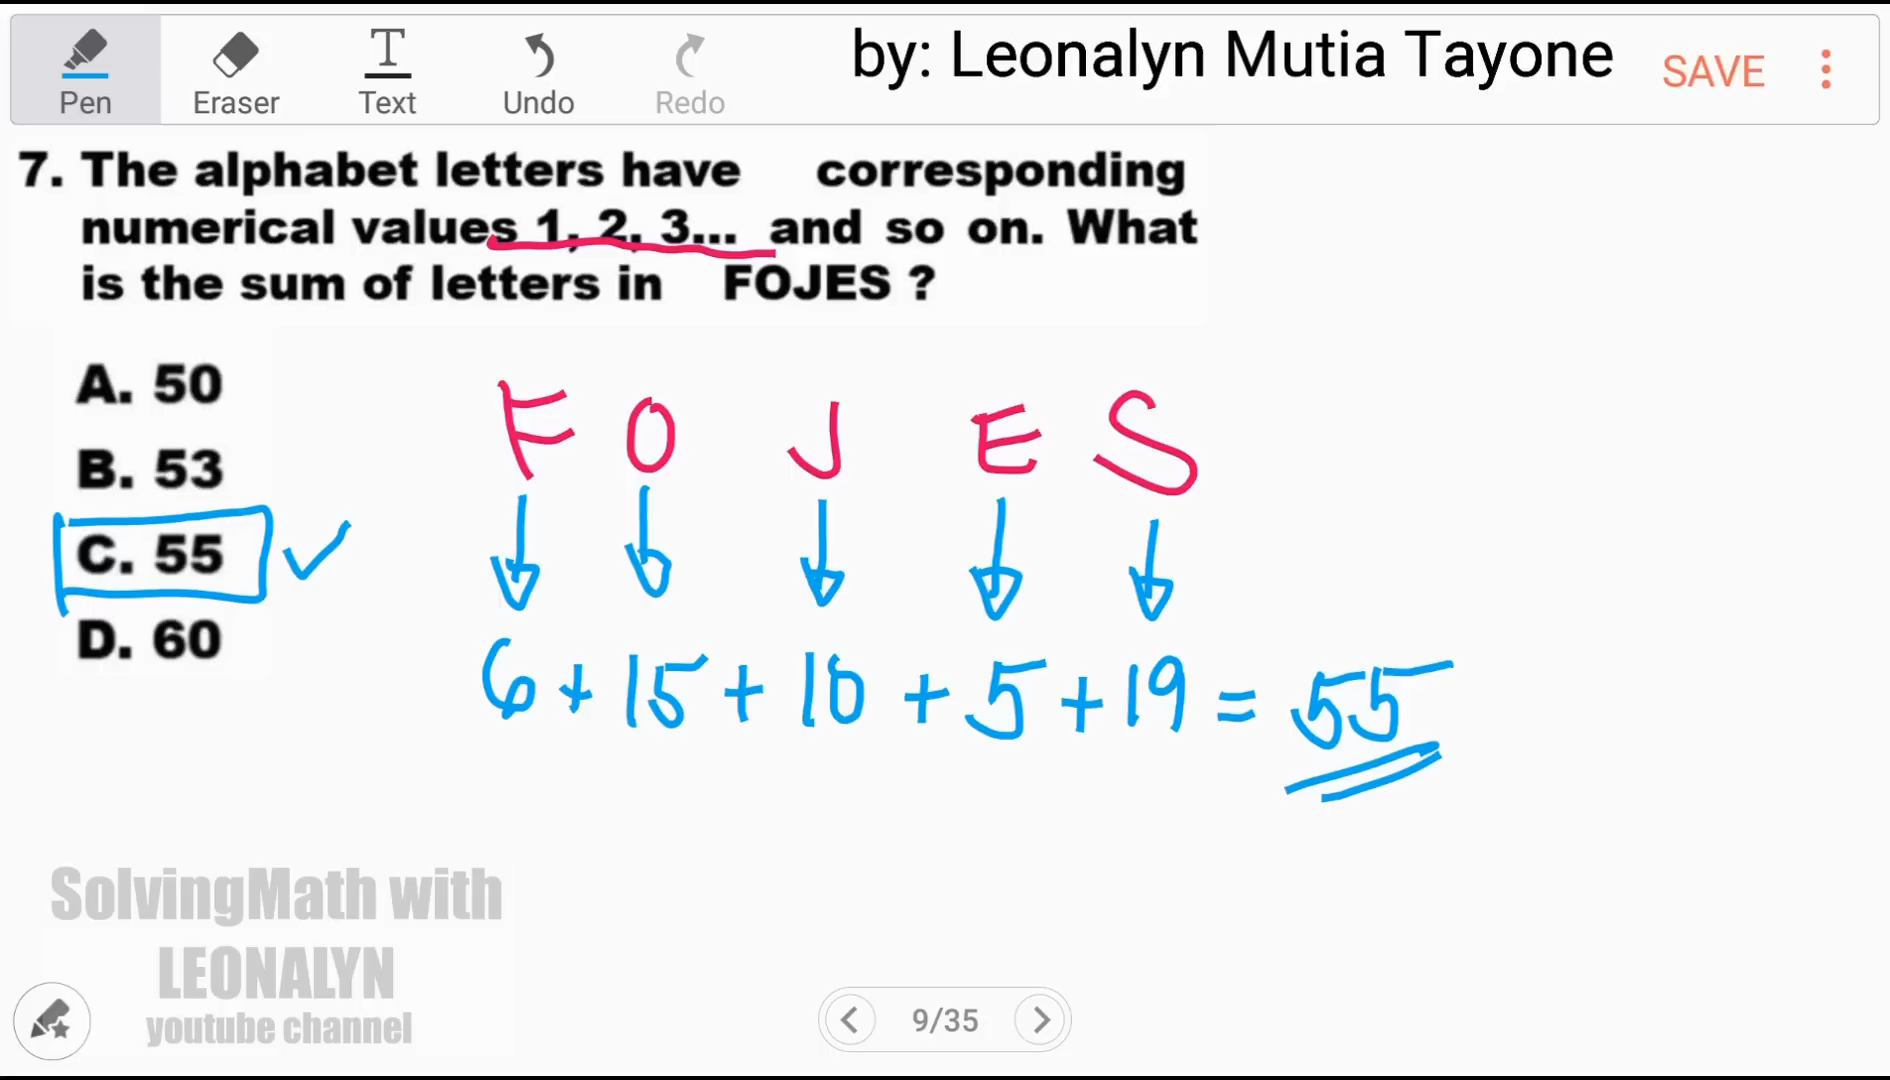 by: Leonalyn Mutia Tayone
Pen Eraser Text Undo Redo SAVE
7. The alphabet letters have corresponding
numerical values 1, 2, 3... and so on. What
is the sum of letters in FOJES ?
A. 50
B. 53
C. 55
D. 60
F O J E S
6 + 15 + 10 + 5 + 19 = 55
SolvingMath with
LEONALYN
youtube channel
9/35